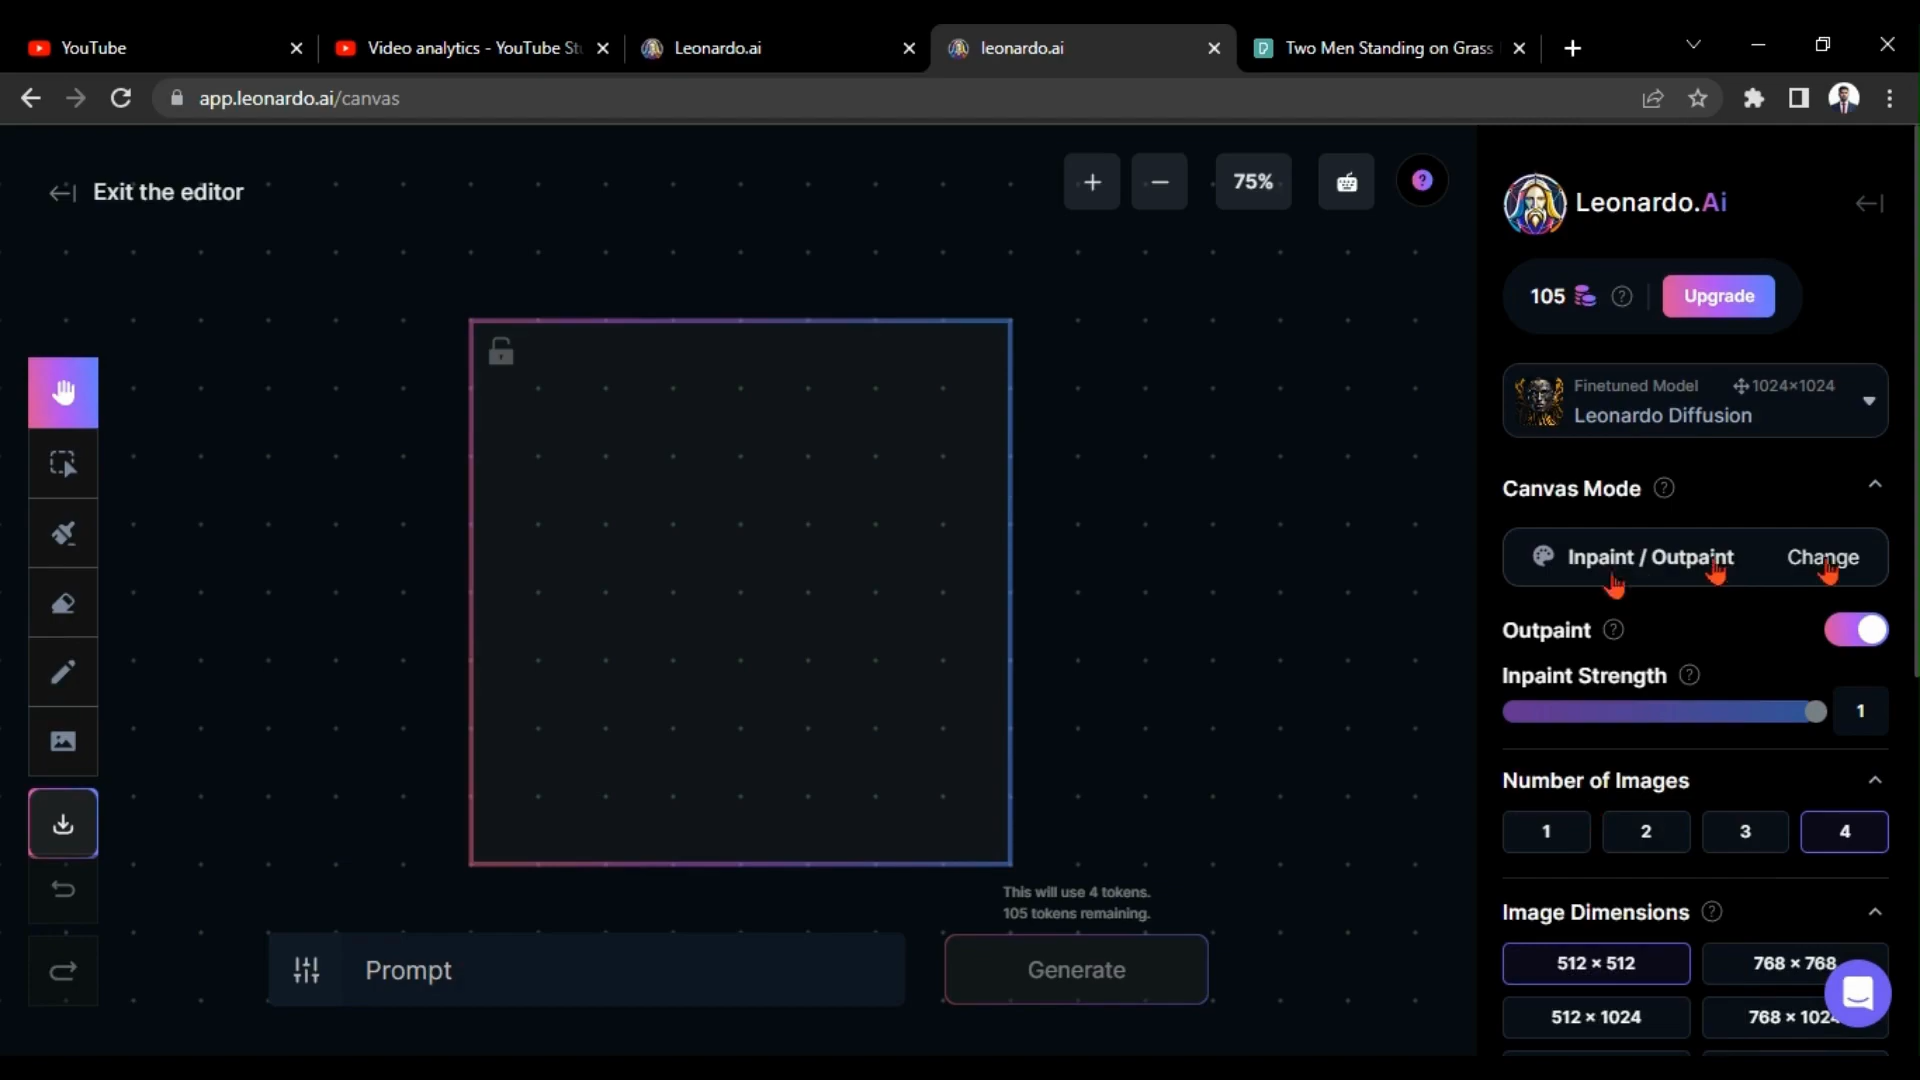 YouTube
Video analytics - YouTube Stu
Leonardo.ai
leonardo.ai
Two Men Standing on Grass
app.leonardo.ai/canvas
Exit the editor
75%
Leonardo.Ai
105
Upgrade
Finetuned Model
1024×1024
Leonardo Diffusion
Canvas Mode
Inpaint / Outpaint
Change
Outpaint
Inpaint Strength
1
Number of Images
1
2
3
4
Image Dimensions
512 × 512
768 × 768
512 × 1024
768 × 1024
This will use 4 tokens.
105 tokens remaining.
Prompt
Generate